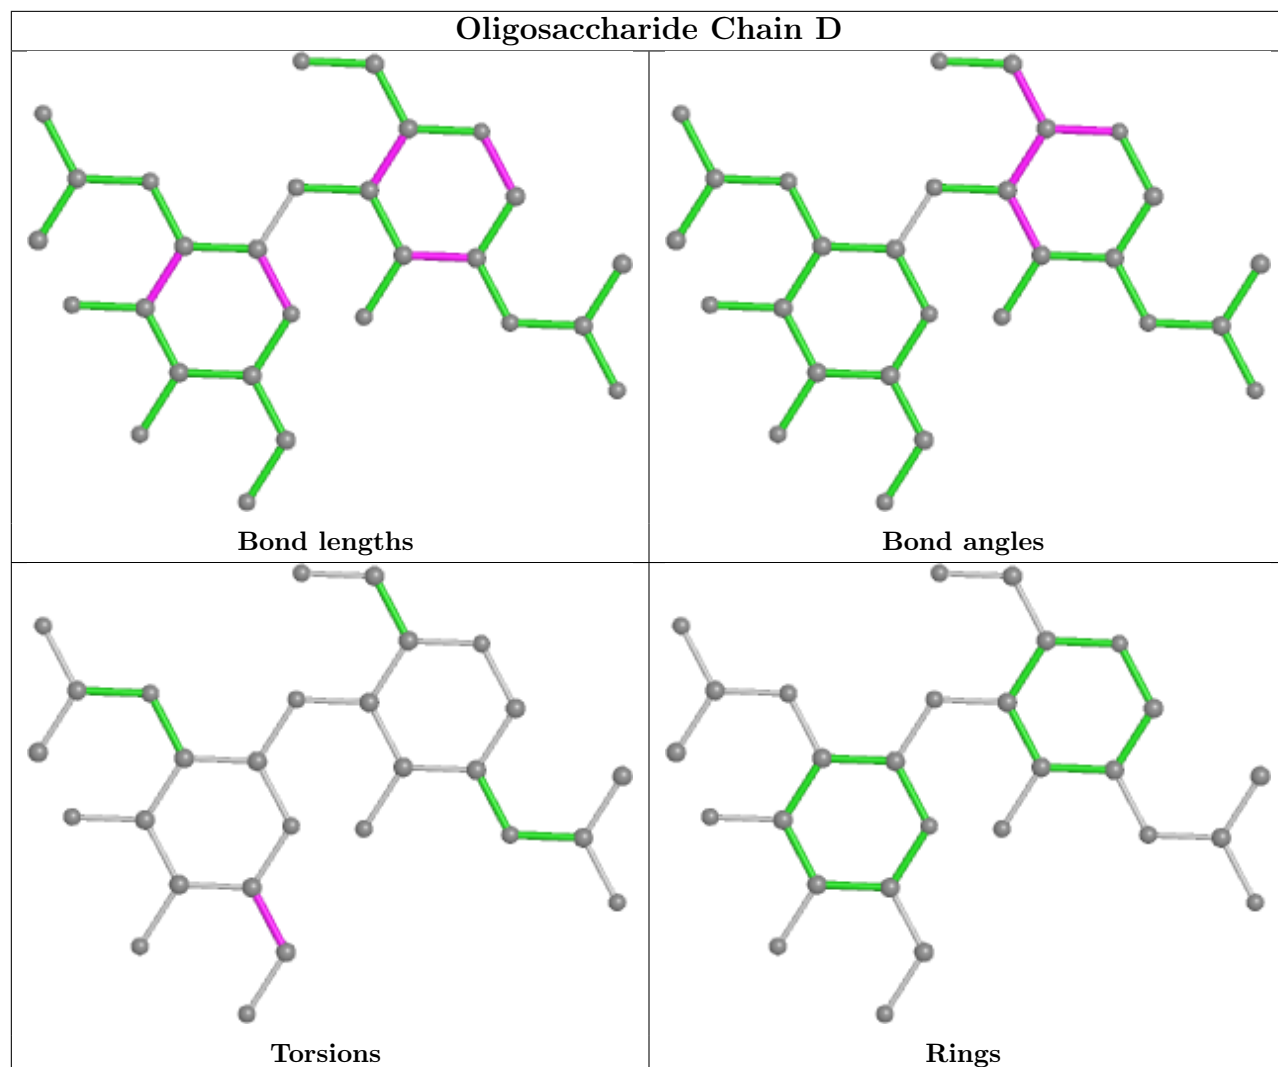 Oligosaccharide Chain D
Bond lengths
Bond angles
Torsions
Rings